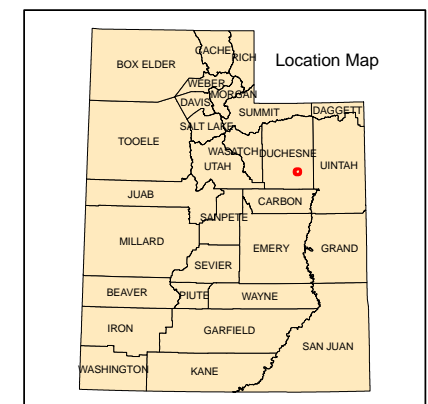 Location Map
BOX ELDER
CACHE
RICH
WEBER
MORGAN
DAVIS
SUMMIT
DAGGETT
SALT LAKE
TOOELE
WASATCH
DUCHESNE
UINTAH
UTAH
JUAB
CARBON
SANPETE
MILLARD
EMERY
GRAND
SEVIER
BEAVER
PIUTE
WAYNE
IRON
GARFIELD
SAN JUAN
WASHINGTON
KANE